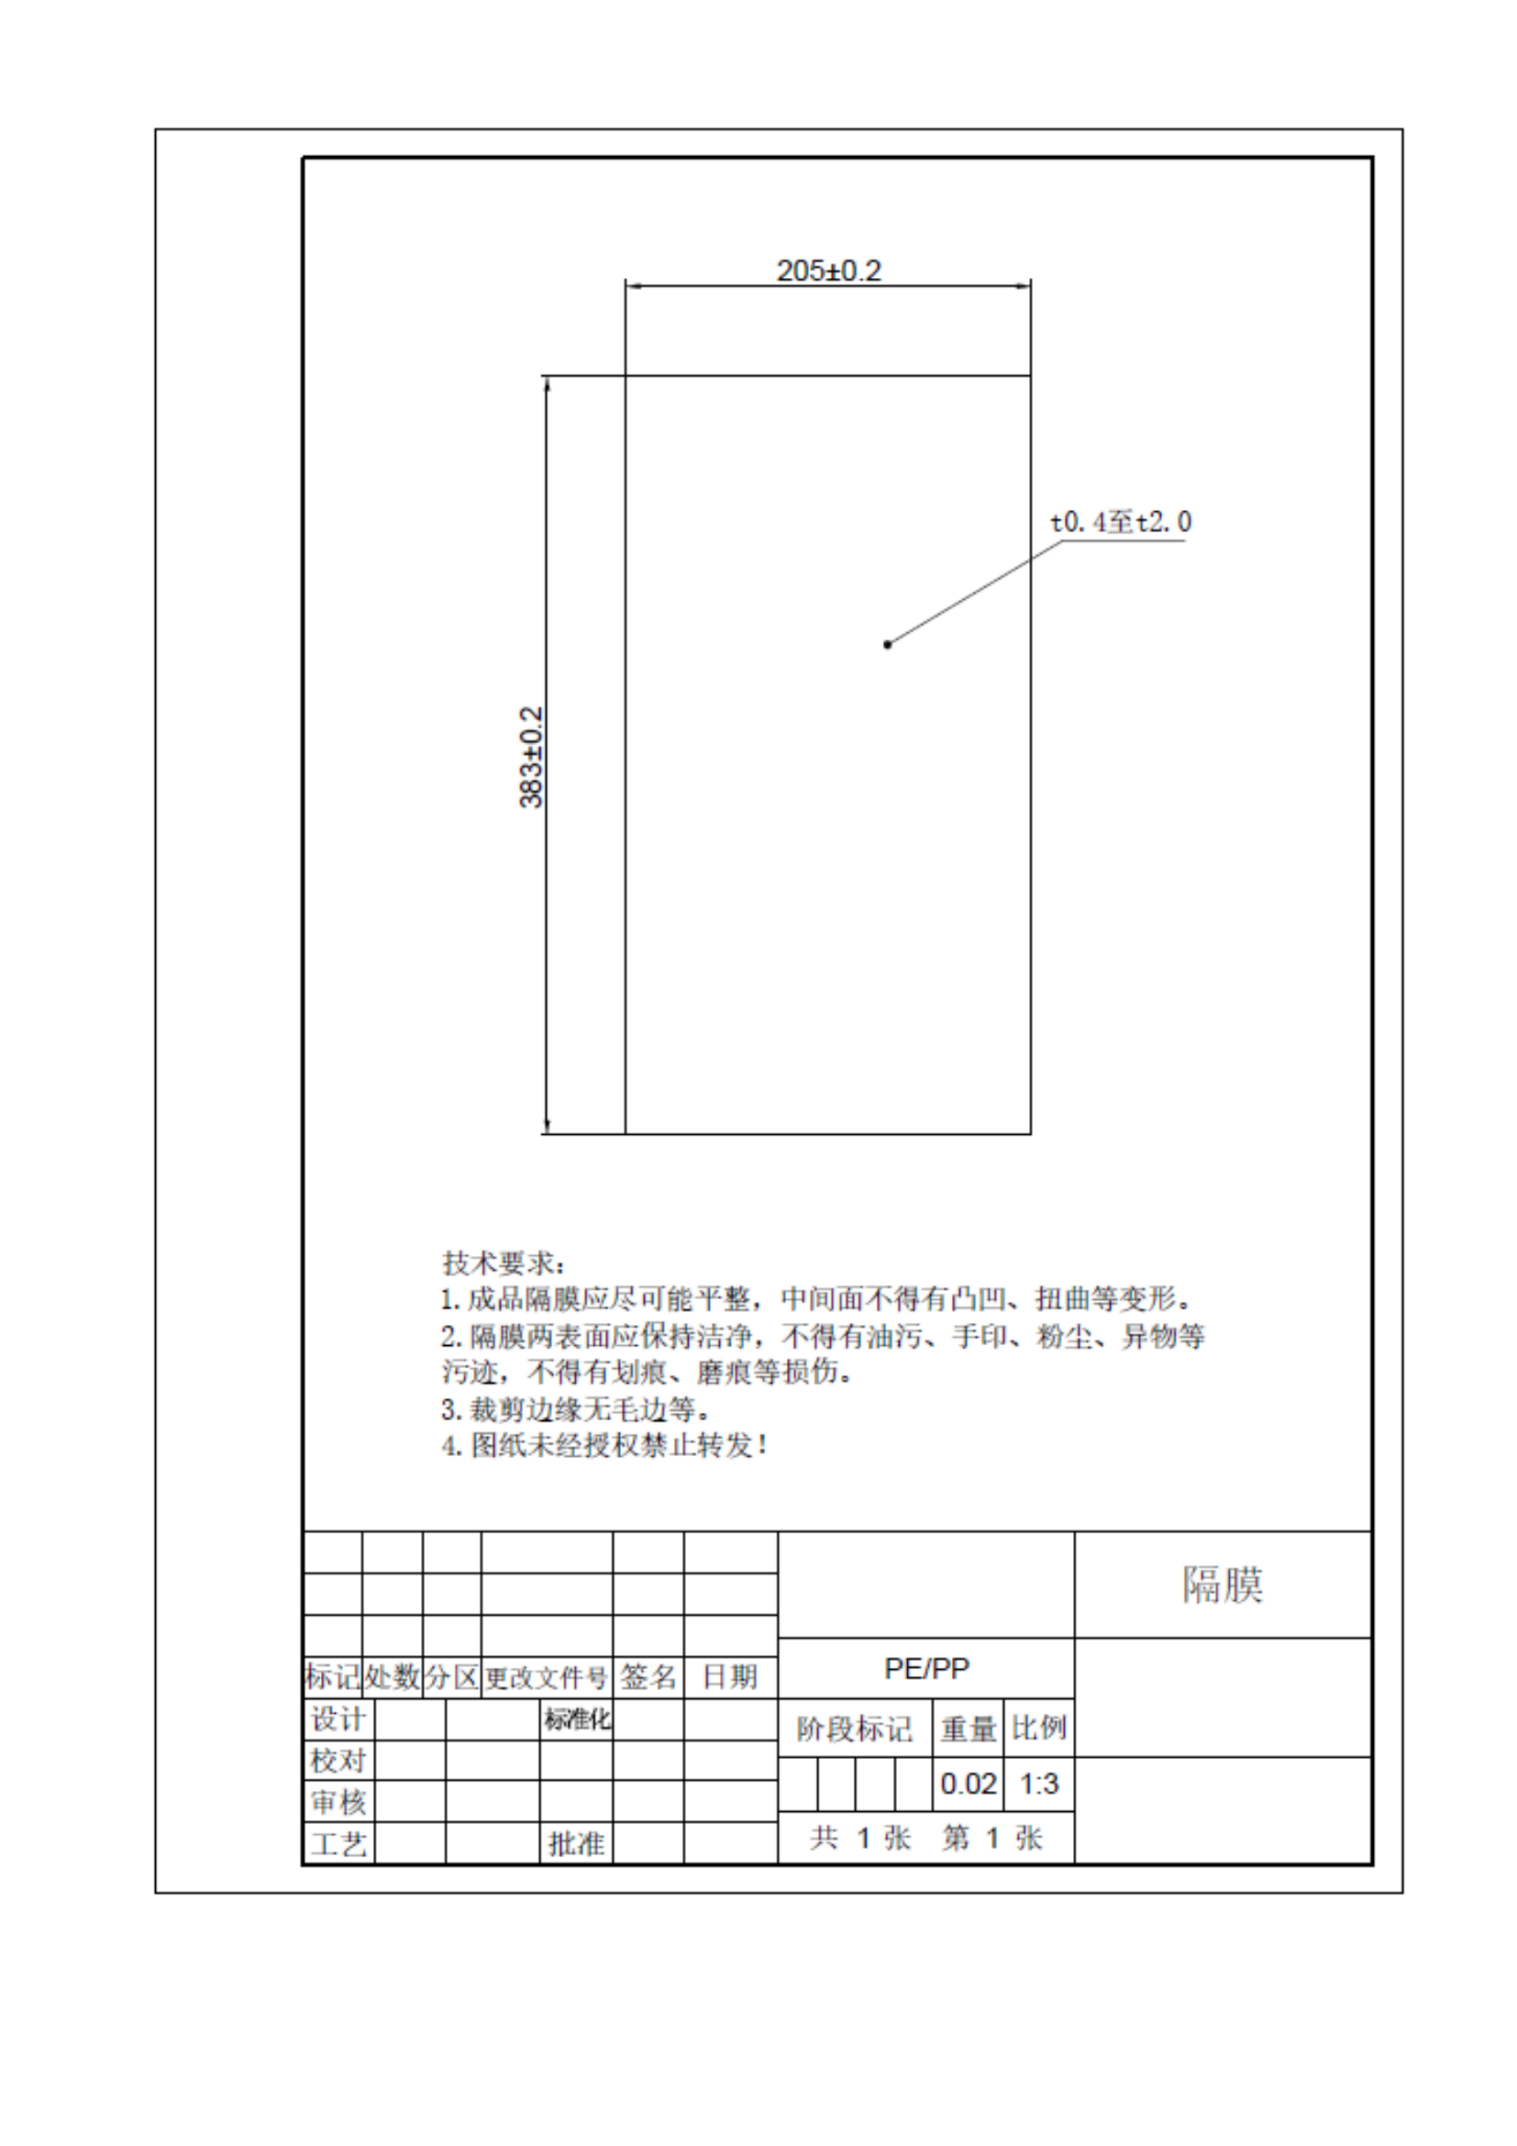 205±0.2
t0.4至t2.0
383±0.2
技术要求：
1.成品隔膜应尽可能平整，中间面不得有凸凹、扭曲等变形。
2.隔膜两表面应保持洁净，不得有油污、手印、粉尘、异物等
污迹，不得有划痕、磨痕等损伤。
3.裁剪边缘无毛边等。
4.图纸未经授权禁止转发！
隔膜
PE/PP
标记 处数 分区 更改文件号 签名 日期
设计 标准化 阶段标记 重量 比例
校对
审核 0.02 1:3
工艺 批准 共 1 张 第 1 张